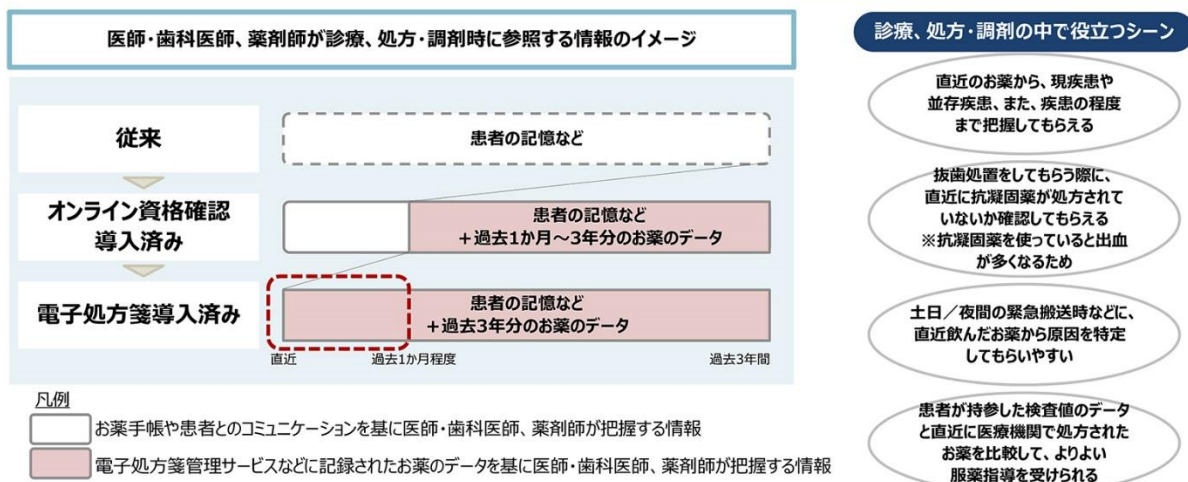 医師・歯科医師、薬剤師が診療、処方・調剤時に参照する情報のイメージ
従来
患者の記憶など
オンライン資格確認
導入済み
患者の記憶など
＋過去1か月～3年分のお薬のデータ
電子処方箋導入済み
患者の記憶など
＋過去3年分のお薬のデータ
直近
過去1か月程度
過去3年間
凡例
お薬手帳や患者とのコミュニケーションを基に医師・歯科医師、薬剤師が把握する情報
電子処方箋管理サービスなどに記録されたお薬のデータを基に医師・歯科医師、薬剤師が把握する情報
診療、処方・調剤の中で役立つシーン
直近のお薬から、現疾患や
並存疾患、また、疾患の程度
まで把握してもらえる
抜歯処置をしてもらう際に、
直近に抗凝固薬が処方されて
いないか確認してもらえる
※抗凝固薬を使っていると出血
が多くなるため
土日／夜間の緊急搬送時などに、
直近飲んだお薬から原因を特定
してもらいやすい
患者が持参した検査値のデータ
と直近に医療機関で処方された
お薬を比較して、よりよい
服薬指導を受けられる